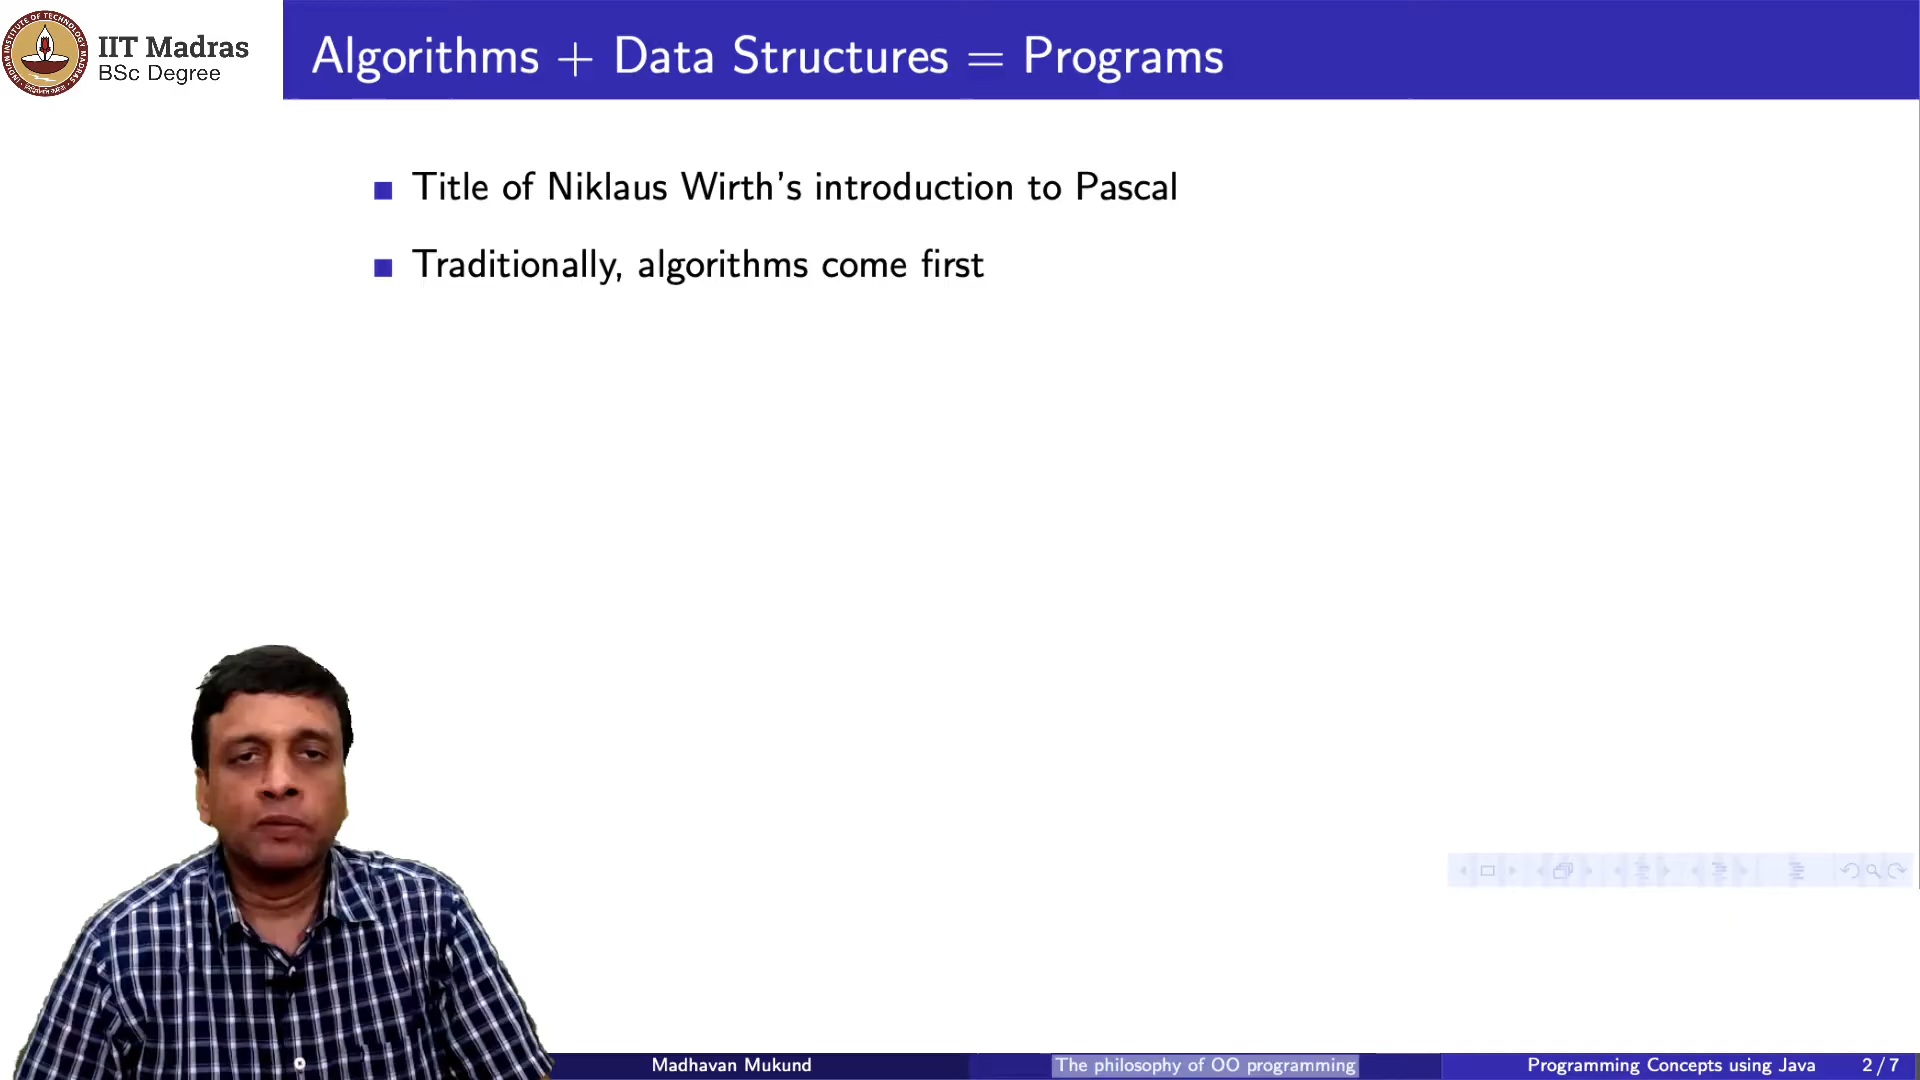 IIT Madras
BSc Degree
Algorithms + Data Structures = Programs
Title of Niklaus Wirth's introduction to Pascal
Traditionally, algorithms come first
Madhavan Mukund
The philosophy of OO programming
Programming Concepts using Java
2 / 7